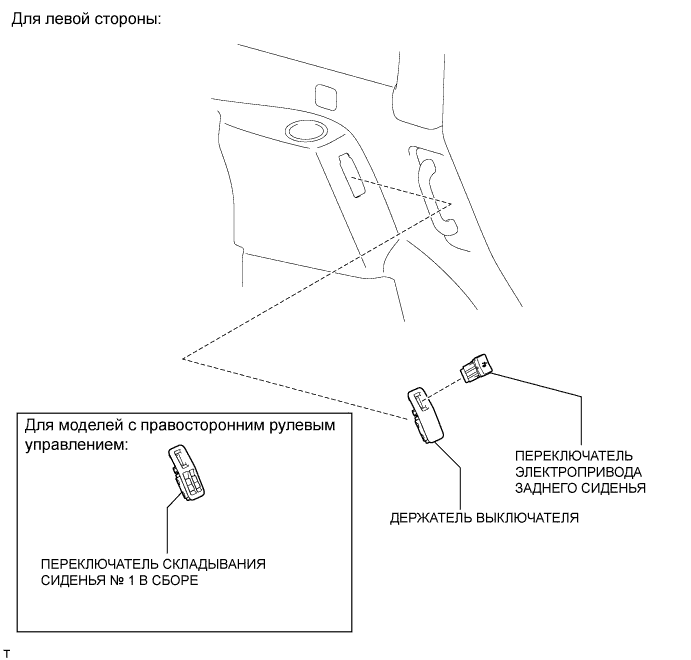 Для левой стороны:
ПЕРЕКЛЮЧАТЕЛЬ
ЭЛЕКТРОПРИВОДА
ЗАДНЕГО СИДЕНЬЯ
ДЕРЖАТЕЛЬ ВЫКЛЮЧАТЕЛЯ
Для моделей с правосторонним рулевым
управлением:
ПЕРЕКЛЮЧАТЕЛЬ СКЛАДЫВАНИЯ
СИДЕНЬЯ № 1 В СБОРЕ
T